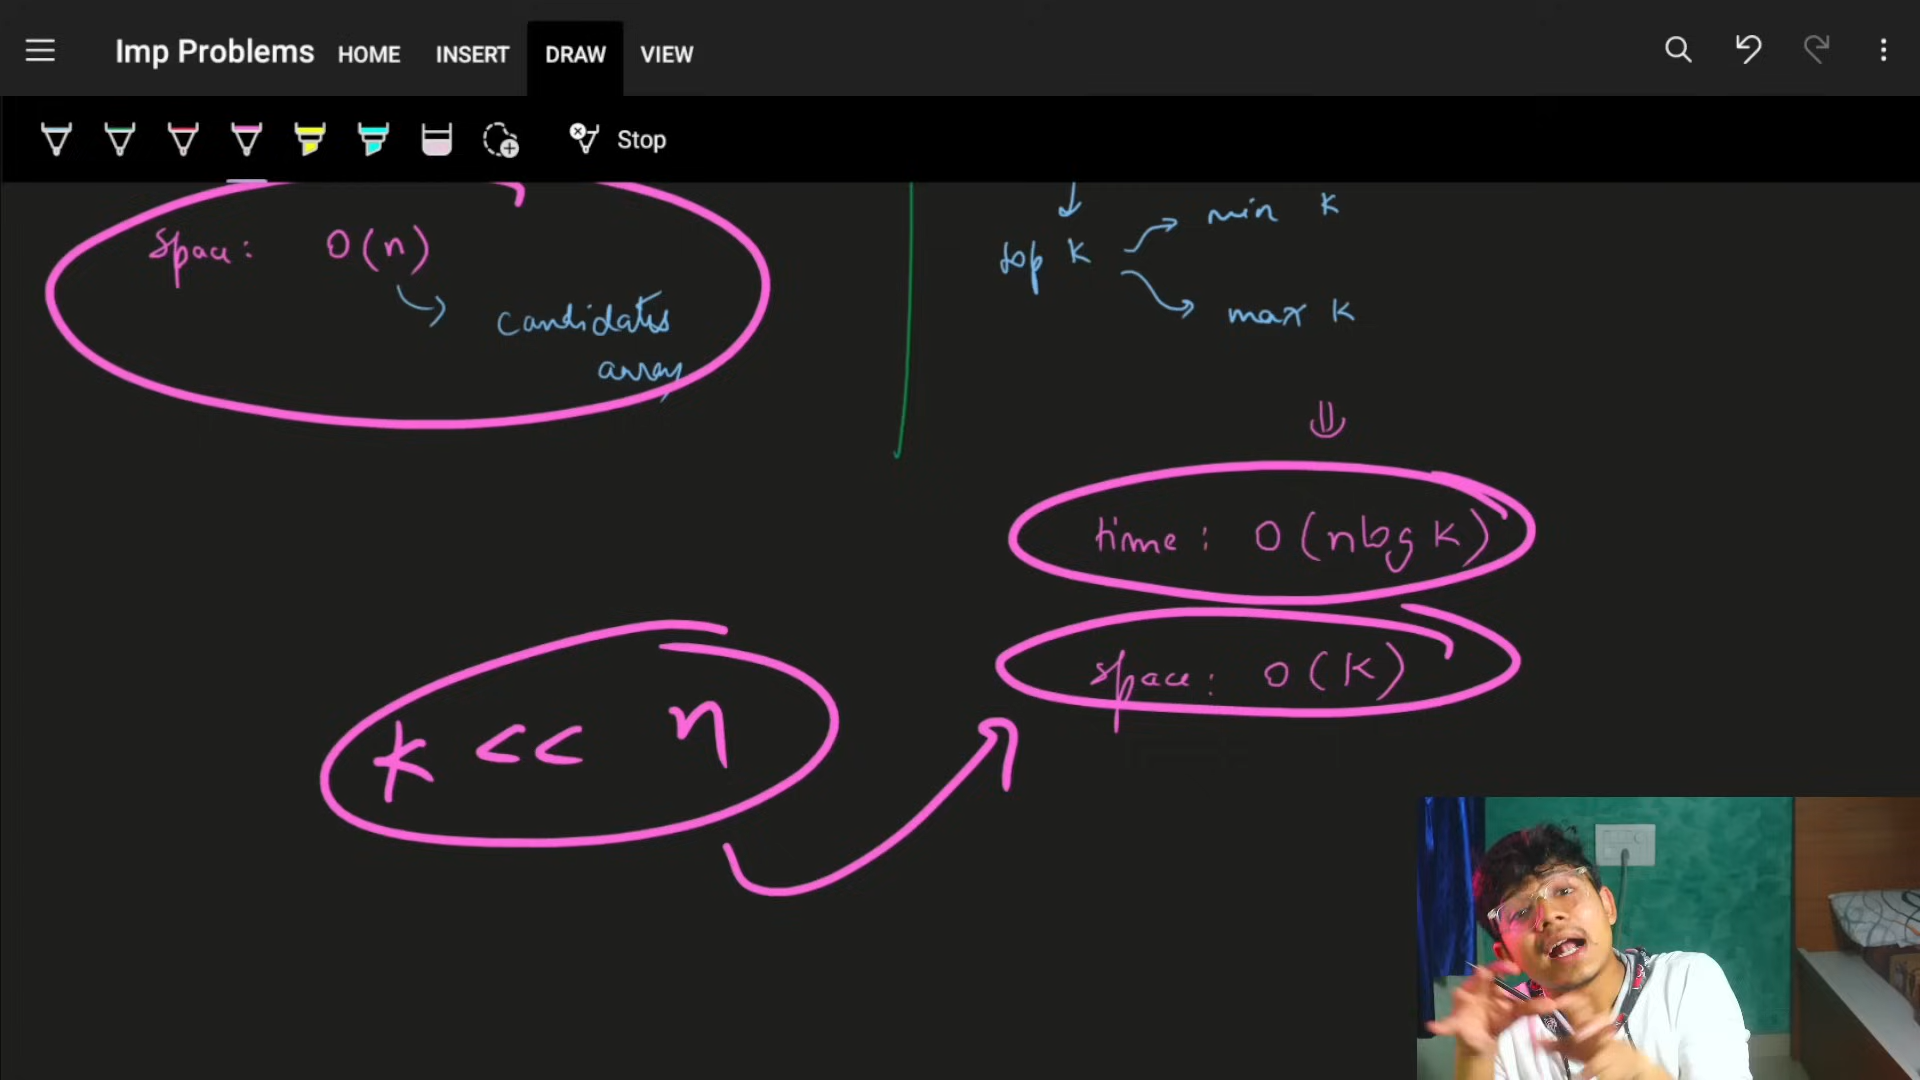 Imp Problems HOME INSERT DRAW VIEW
Stop
Space: O(n)
candidates
array
min K
top K
max K
time: O(nlog K)
space: O(K)
k << n